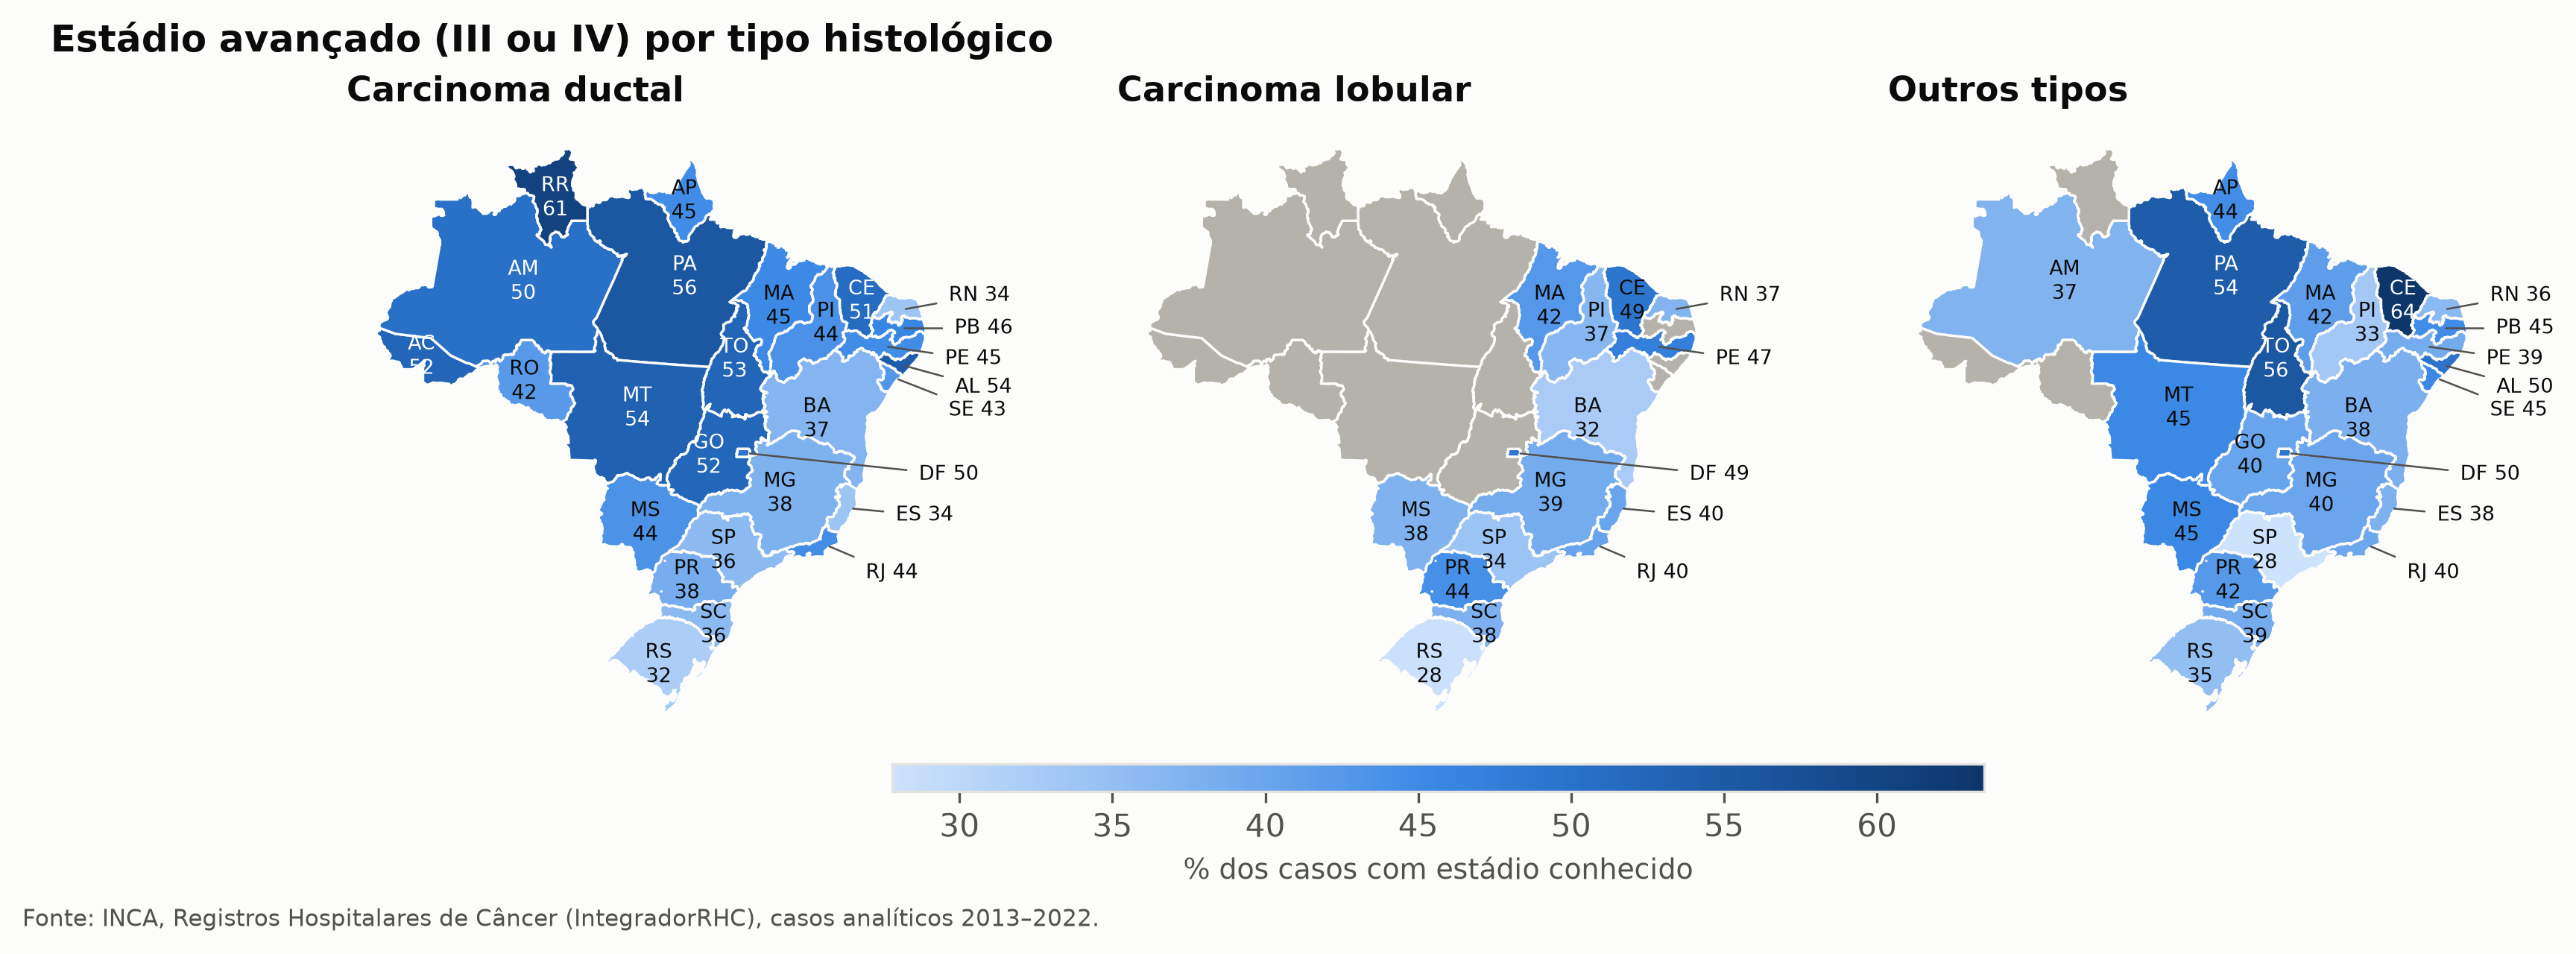 Estádio avançado (III ou IV) por tipo histológico
Carcinoma ductal
RR
61
AP
45
AM
50
PA
56
MA
45
PI
44
CE
51
RN 34
PB 46
PE 45
AL 54
SE 43
AC
52
RO
42
TO
53
MT
54
BA
37
GO
52
DF 50
MG
38
ES 34
MS
44
SP
36
RJ 44
PR
38
SC
36
RS
32
Carcinoma lobular
MA
42
PI
37
CE
49
RN 37
PE 47
BA
32
DF 49
MG
39
ES 40
MS
38
SP
34
RJ 40
PR
44
SC
38
RS
28
Outros tipos
AP
44
AM
37
PA
54
MA
42
PI
33
CE
64
RN 36
PB 45
PE 39
AL 50
SE 45
TO
56
MT
45
BA
38
GO
40
DF 50
MG
40
ES 38
MS
45
SP
28
RJ 40
PR
42
SC
39
RS
35
30 35 40 45 50 55 60
% dos casos com estádio conhecido
Fonte: INCA, Registros Hospitalares de Câncer (IntegradorRHC), casos analíticos 2013–2022.